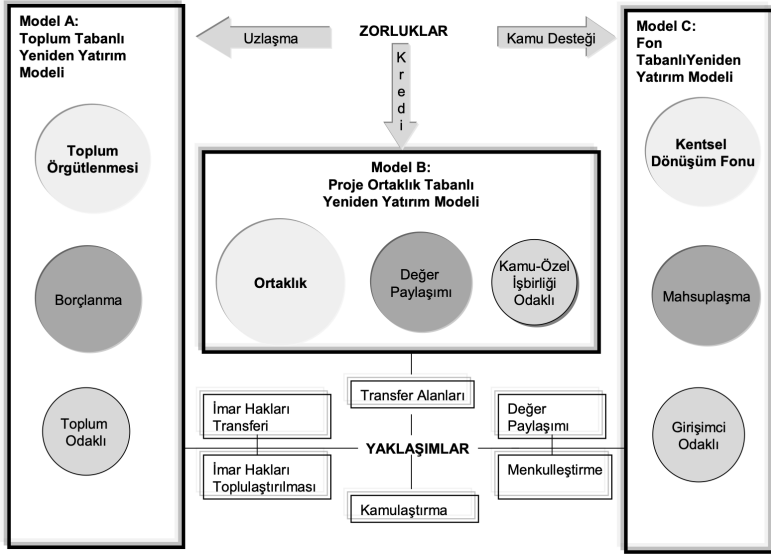 Model A:
Toplum Tabanlı
Yeniden Yatırım
Modeli
Toplum
Örgütlenmesi
Borçlanma
Toplum
Odaklı
Uzlaşma
ZORLUKLAR
Kamu Desteği
K
r
e
d
i
Model B:
Proje Ortaklık Tabanlı
Yeniden Yatırım Modeli
Ortaklık
Değer
Paylaşımı
Kamu-Özel
İşbirliği
Odaklı
Transfer Alanları
İmar Hakları
Transferi
Değer
Paylaşımı
YAKLAŞIMLAR
İmar Hakları
Toplulaştırılması
Menkulleştirme
Kamulaştırma
Model C:
Fon
TabanlıYeniden
Yatırım Modeli
Kentsel
Dönüşüm Fonu
Mahsuplaşma
Girişimci
Odaklı